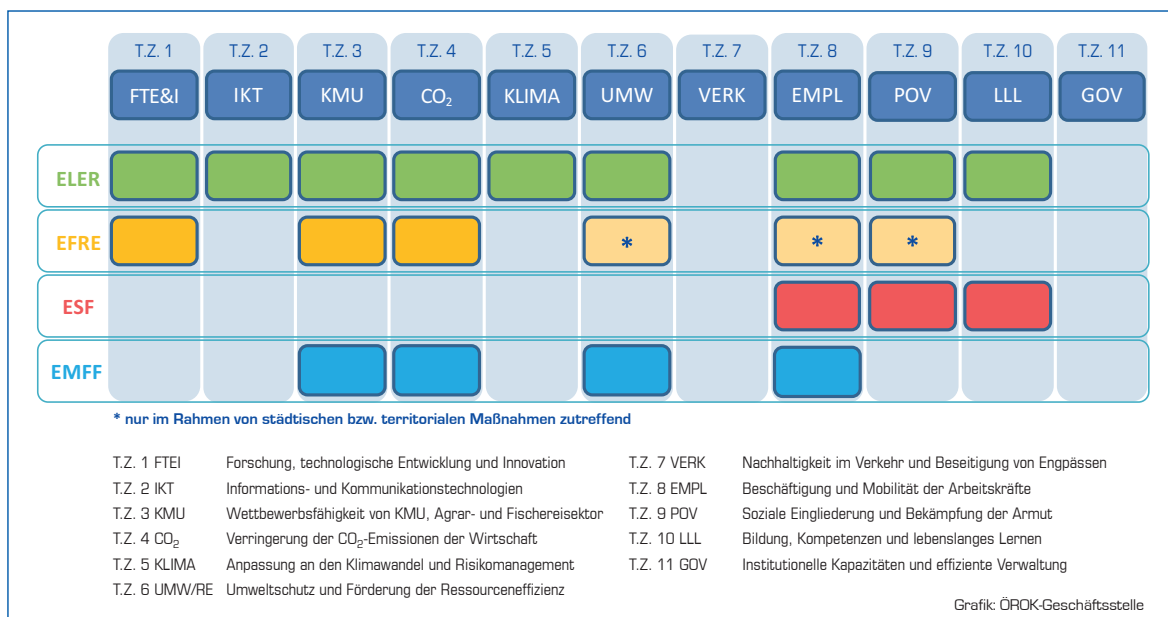 T.Z. 1 T.Z. 2 T.Z. 3 T.Z. 4 T.Z. 5 T.Z. 6 T.Z. 7 T.Z. 8 T.Z. 9 T.Z. 10 T.Z. 11
FTE&I IKT KMU CO₂ KLIMA UMW VERK EMPL POV LLL GOV
ELER
EFRE * * *
ESF
EMFF
* nur im Rahmen von städtischen bzw. territorialen Maßnahmen zutreffend
T.Z. 1 FTEI Forschung, technologische Entwicklung und Innovation
T.Z. 2 IKT Informations- und Kommunikationstechnologien
T.Z. 3 KMU Wettbewerbsfähigkeit von KMU, Agrar- und Fischereisektor
T.Z. 4 CO₂ Verringerung der CO₂-Emissionen der Wirtschaft
T.Z. 5 KLIMA Anpassung an den Klimawandel und Risikomanagement
T.Z. 6 UMW/RE Umweltschutz und Förderung der Ressourceneffizienz
T.Z. 7 VERK Nachhaltigkeit im Verkehr und Beseitigung von Engpässen
T.Z. 8 EMPL Beschäftigung und Mobilität der Arbeitskräfte
T.Z. 9 POV Soziale Eingliederung und Bekämpfung der Armut
T.Z. 10 LLL Bildung, Kompetenzen und lebenslanges Lernen
T.Z. 11 GOV Institutionelle Kapazitäten und effiziente Verwaltung
Grafik: ÖROK-Geschäftsstelle